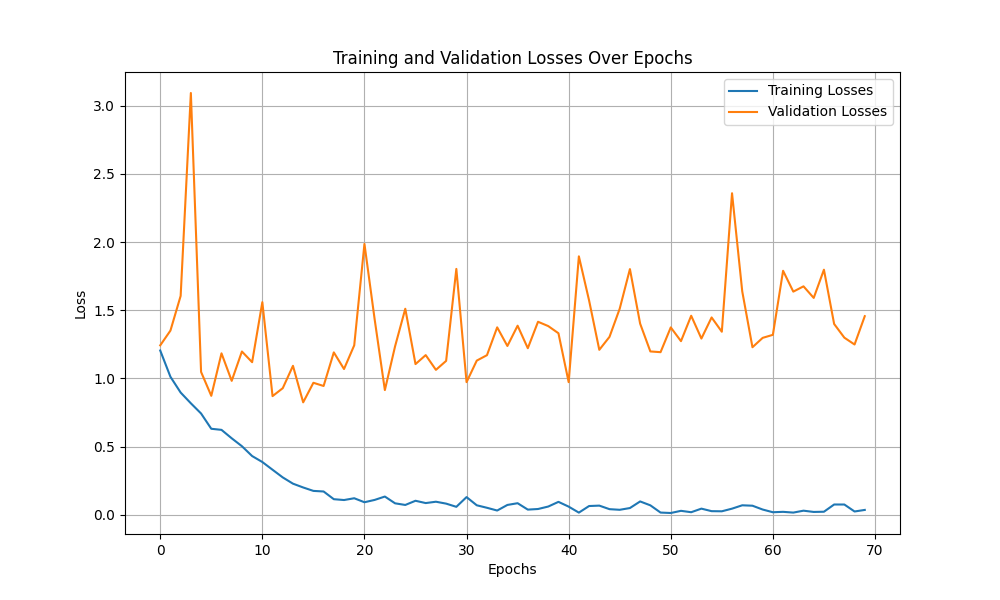 Training and Validation Losses Over Epochs
Training Losses
Validation Losses
3.0
2.5
2.0
1.5
1.0
0.5
0.0
Loss
0 10 20 30 40 50 60 70
Epochs